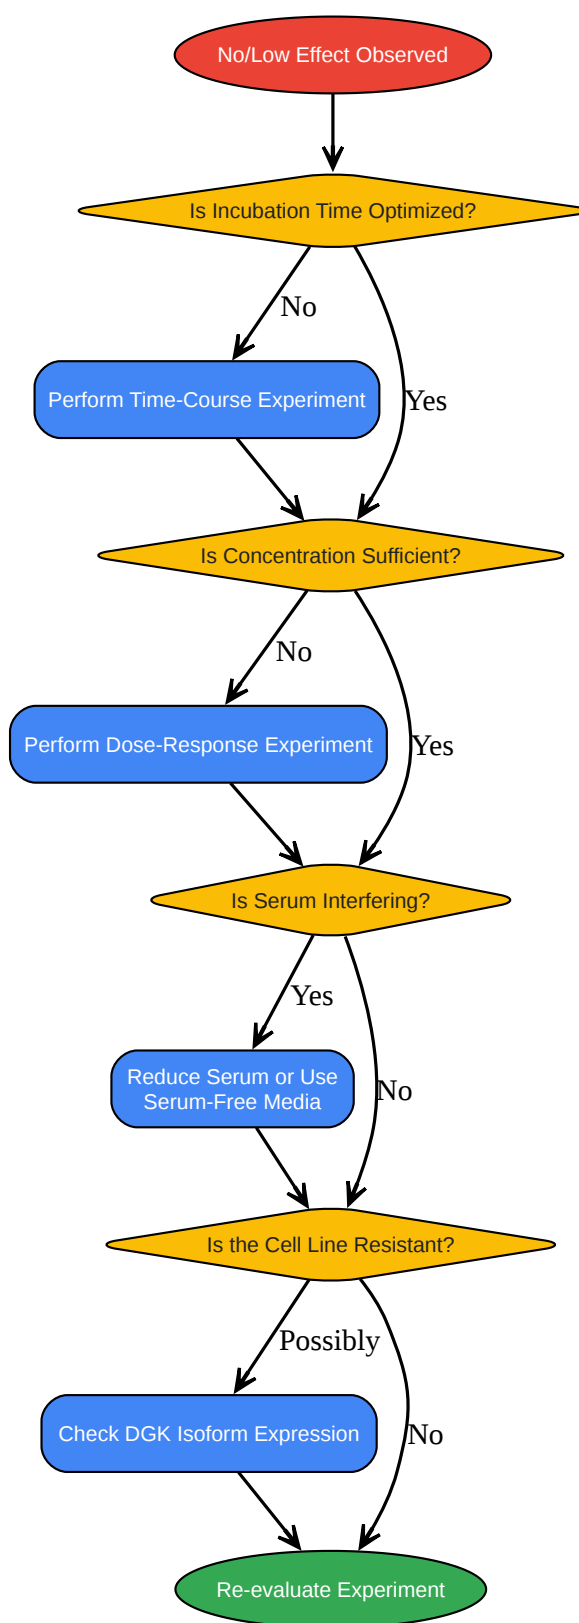 No/Low Effect Observed
Is Incubation Time Optimized?
No
Perform Time-Course Experiment
Yes
Is Concentration Sufficient?
No
Perform Dose-Response Experiment
Yes
Is Serum Interfering?
Yes
Reduce Serum or Use
Serum-Free Media
No
Is the Cell Line Resistant?
Possibly
Check DGK Isoform Expression
No
Re-evaluate Experiment